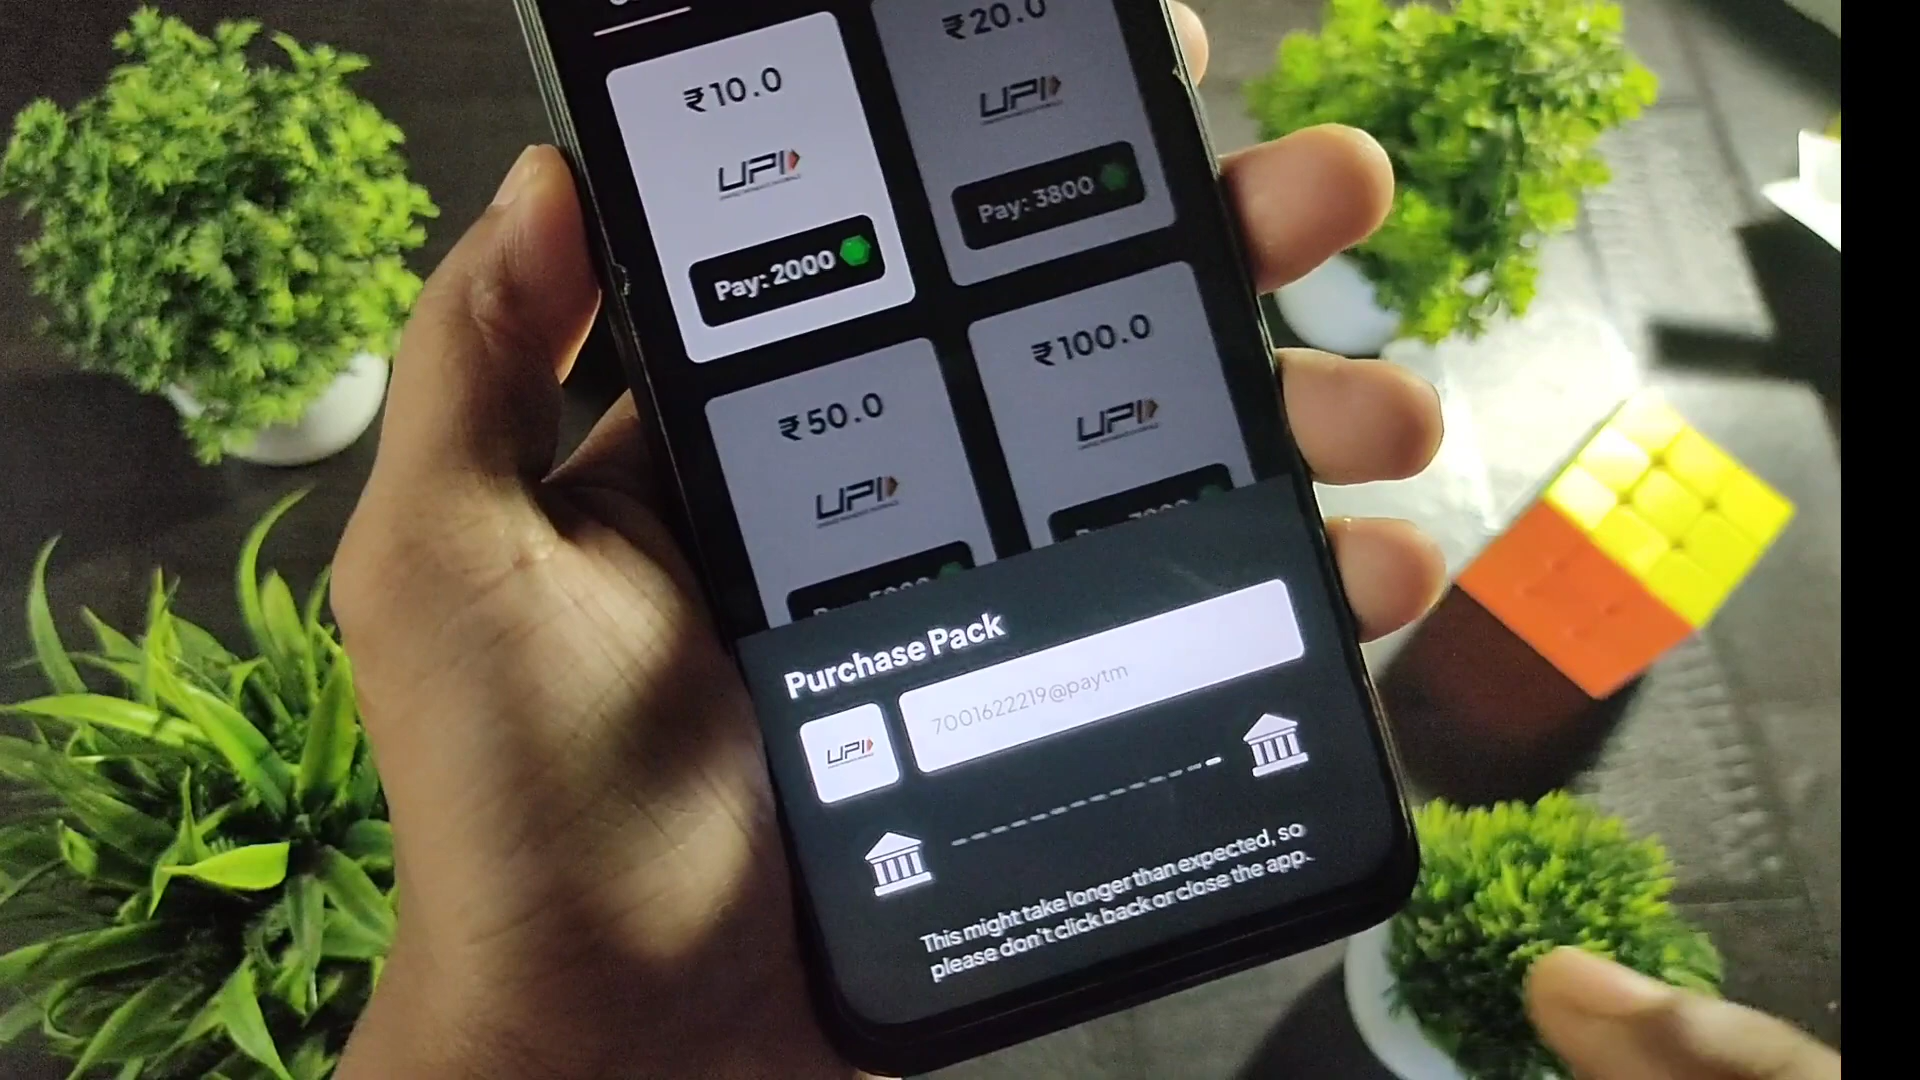 ₹10.0
UPI
Pay: 2000
₹20.0
UPI
Pay: 3800
₹50.0
UPI
₹100.0
UPI
Purchase Pack
UPI
7001622219@paytm
This might take longer than expected, so
please don't click back or close the app.